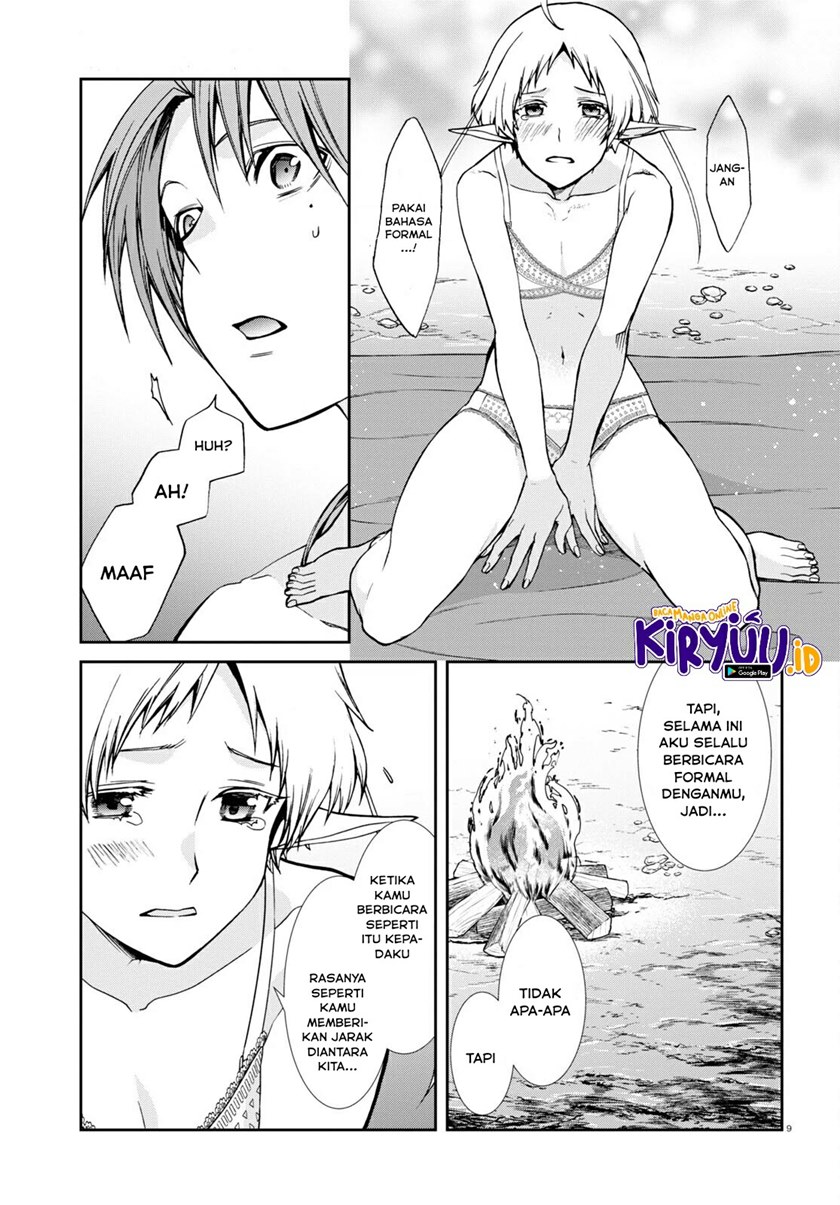 JANG-
AN
PAKAI
BAHASA
FORMAL
...!
HUH?
AH!
MAAF
BACA MANGA ONLINE
KIRYUU.ID
Google Play
TAPI,
SELAMA INI
AKU SELALU
BERBICARA
FORMAL
DENGANMU,
JADI...
TIDAK
APA-APA
TAPI
KETIKA
KAMU
BERBICARA
SEPERTI
ITU KEPA-
DAKU
RASANYA
SEPERTI
KAMU
MEMBERI-
KAN JARAK
DIANTARA
KITA...
9